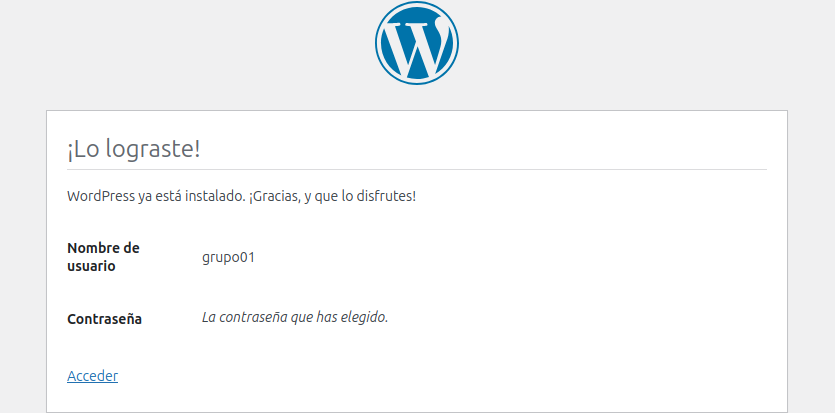 ¡Lo lograste!
WordPress ya está instalado. ¡Gracias, y que lo disfrutes!
Nombre de
usuario
grupo01
Contraseña
La contraseña que has elegido.
Acceder